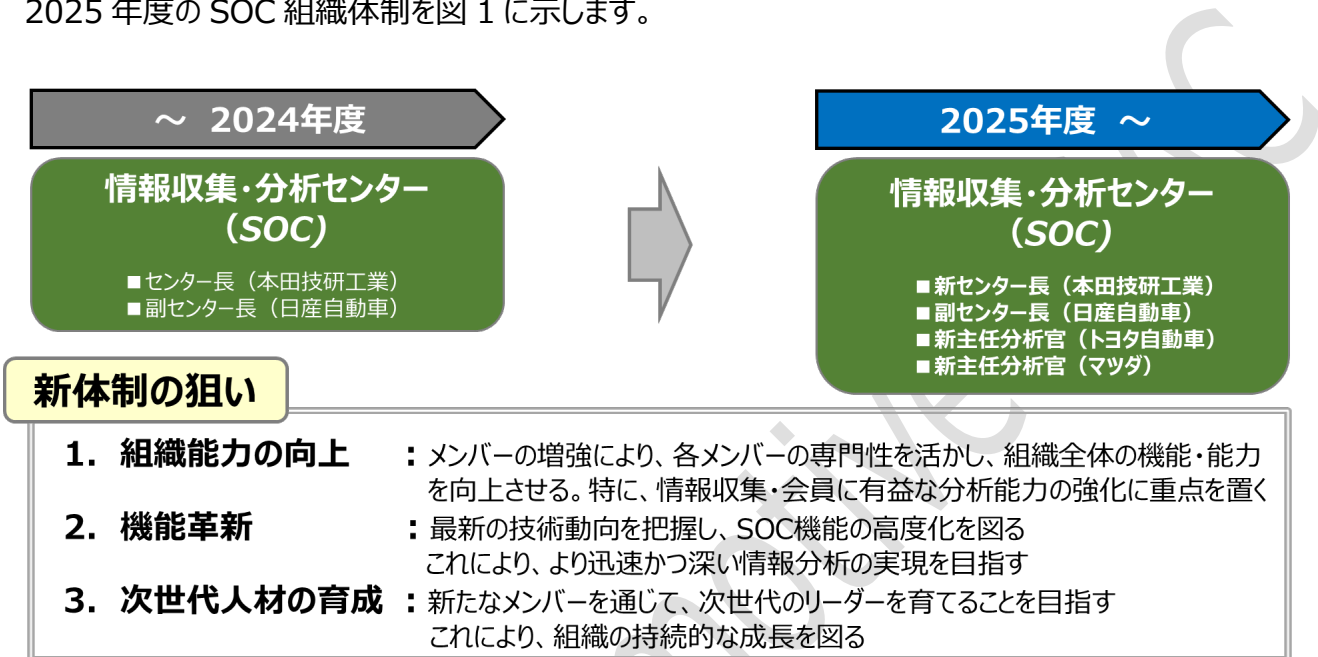 2025 年度の SOC 組織体制を図 1 に示します。
～ 2024年度
情報収集・分析センター
（SOC)
■センター長（本田技研工業）
■副センター長（日産自動車）
2025年度 ～
情報収集・分析センター
（SOC)
■新センター長（本田技研工業）
■副センター長（日産自動車）
■新主任分析官（トヨタ自動車）
■新主任分析官（マツダ）
新体制の狙い
1. 組織能力の向上 ：メンバーの増強により、各メンバーの専門性を活かし、組織全体の機能・能力
を向上させる。特に、情報収集・会員に有益な分析能力の強化に重点を置く
2. 機能革新 ：最新の技術動向を把握し、SOC機能の高度化を図る
これにより、より迅速かつ深い情報分析の実現を目指す
3. 次世代人材の育成 ：新たなメンバーを通じて、次世代のリーダーを育てることを目指す
これにより、組織の持続的な成長を図る